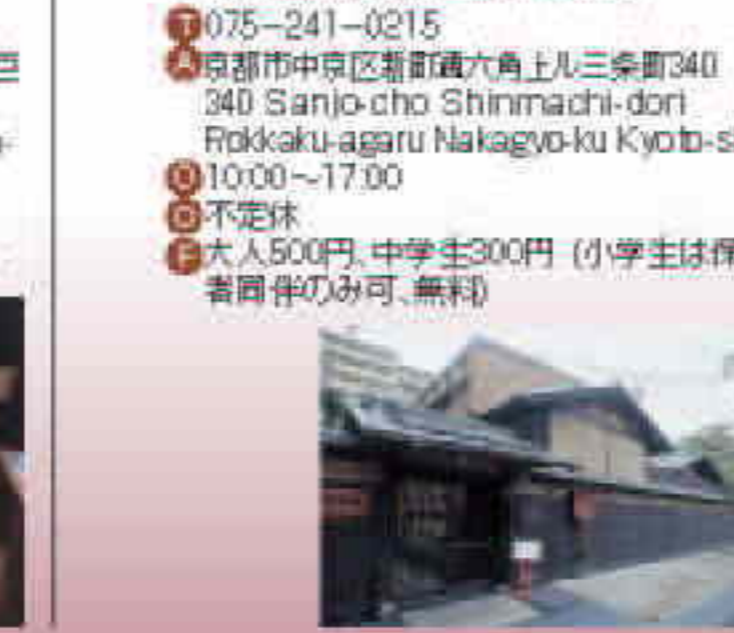 T 075-241-0215
A 京都市中京区新町通六角上ル三条町340
340 Sanjo-cho Shinmachi-dori
Rokkaku-agaru Nakagyo-ku Kyoto-s
O 10:00～17:00
C 不定休
F 大人500円、中学生300円 (小学生は保
者同伴のみ可、無料)